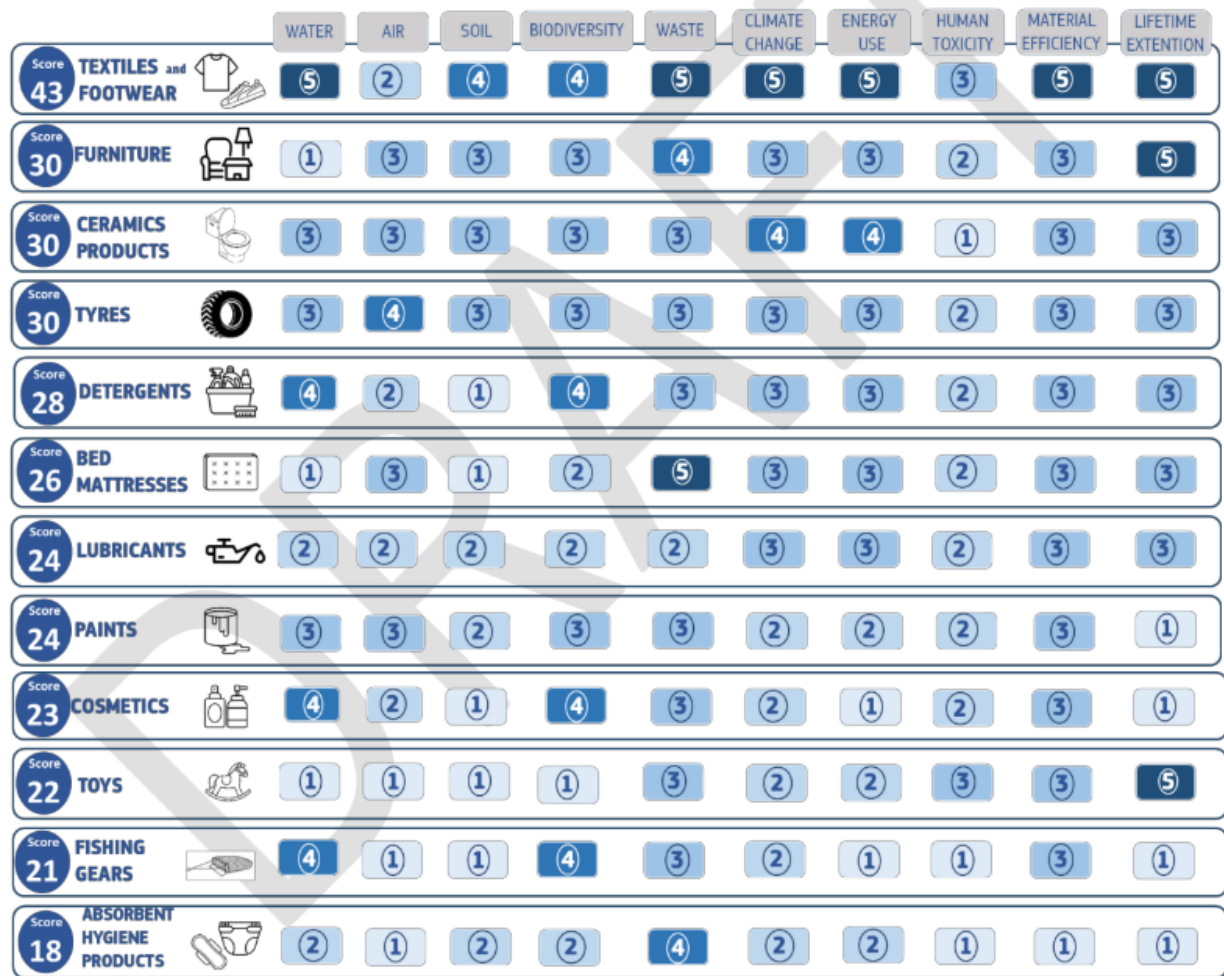 WATER AIR SOIL BIODIVERSITY WASTE CLIMATE CHANGE ENERGY USE HUMAN TOXICITY MATERIAL EFFICIENCY LIFETIME EXTENTION
Score 43 TEXTILES and FOOTWEAR 5 2 4 4 5 5 5 3 5 5
Score 30 FURNITURE 1 3 3 3 4 3 3 2 3 5
Score 30 CERAMICS PRODUCTS 3 3 3 3 3 4 4 1 3 3
Score 30 TYRES 3 4 3 3 3 3 3 2 3 3
Score 28 DETERGENTS 4 2 1 4 3 3 3 2 3 3
Score 26 BED MATTRESSES 1 3 1 2 5 3 3 2 3 3
Score 24 LUBRICANTS 2 2 2 2 2 3 3 2 3 3
Score 24 PAINTS 3 3 2 3 3 2 2 2 3 1
Score 23 COSMETICS 4 2 1 4 3 2 1 2 3 1
Score 22 TOYS 1 1 1 1 3 2 2 3 3 5
Score 21 FISHING GEARS 4 1 1 4 3 2 1 1 3 1
Score 18 ABSORBENT HYGIENE PRODUCTS 2 1 2 2 4 2 2 1 1 1
DRAFT